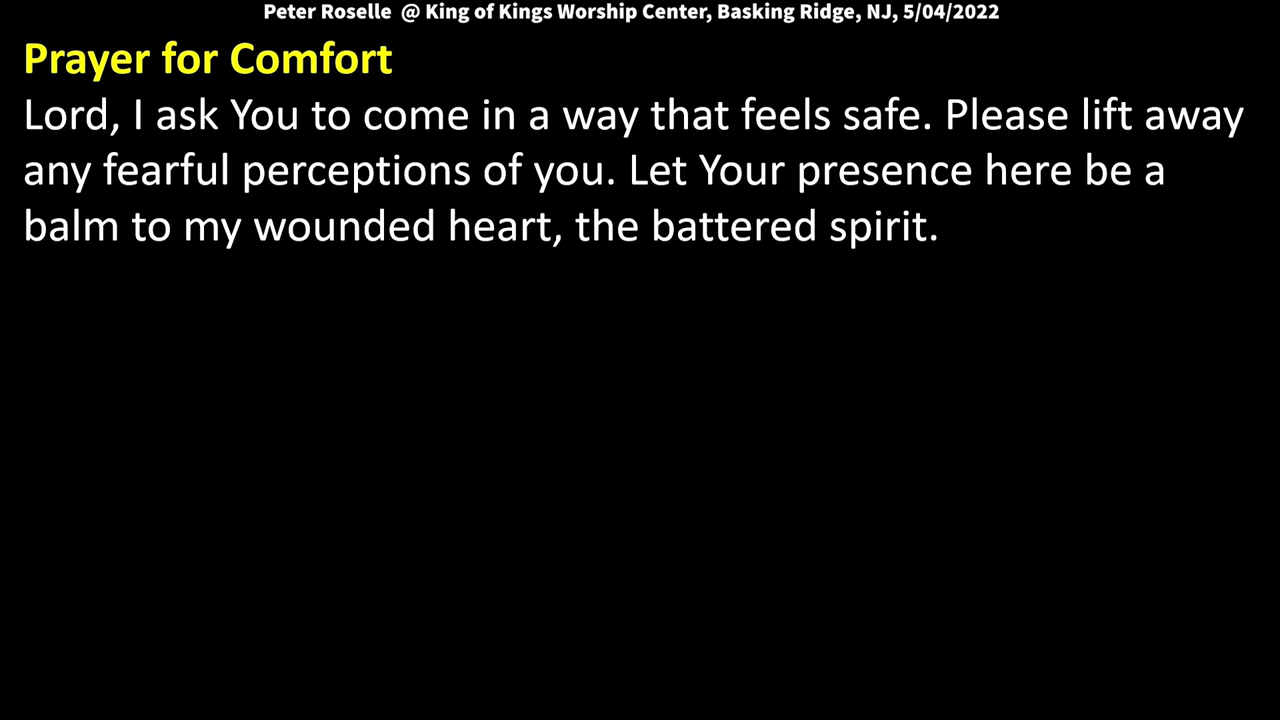 Peter Roselle @ King of Kings Worship Center, Basking Ridge, NJ, 5/04/2022
Prayer for Comfort
Lord, I ask You to come in a way that feels safe. Please lift away
any fearful perceptions of you. Let Your presence here be a
balm to my wounded heart, the battered spirit.